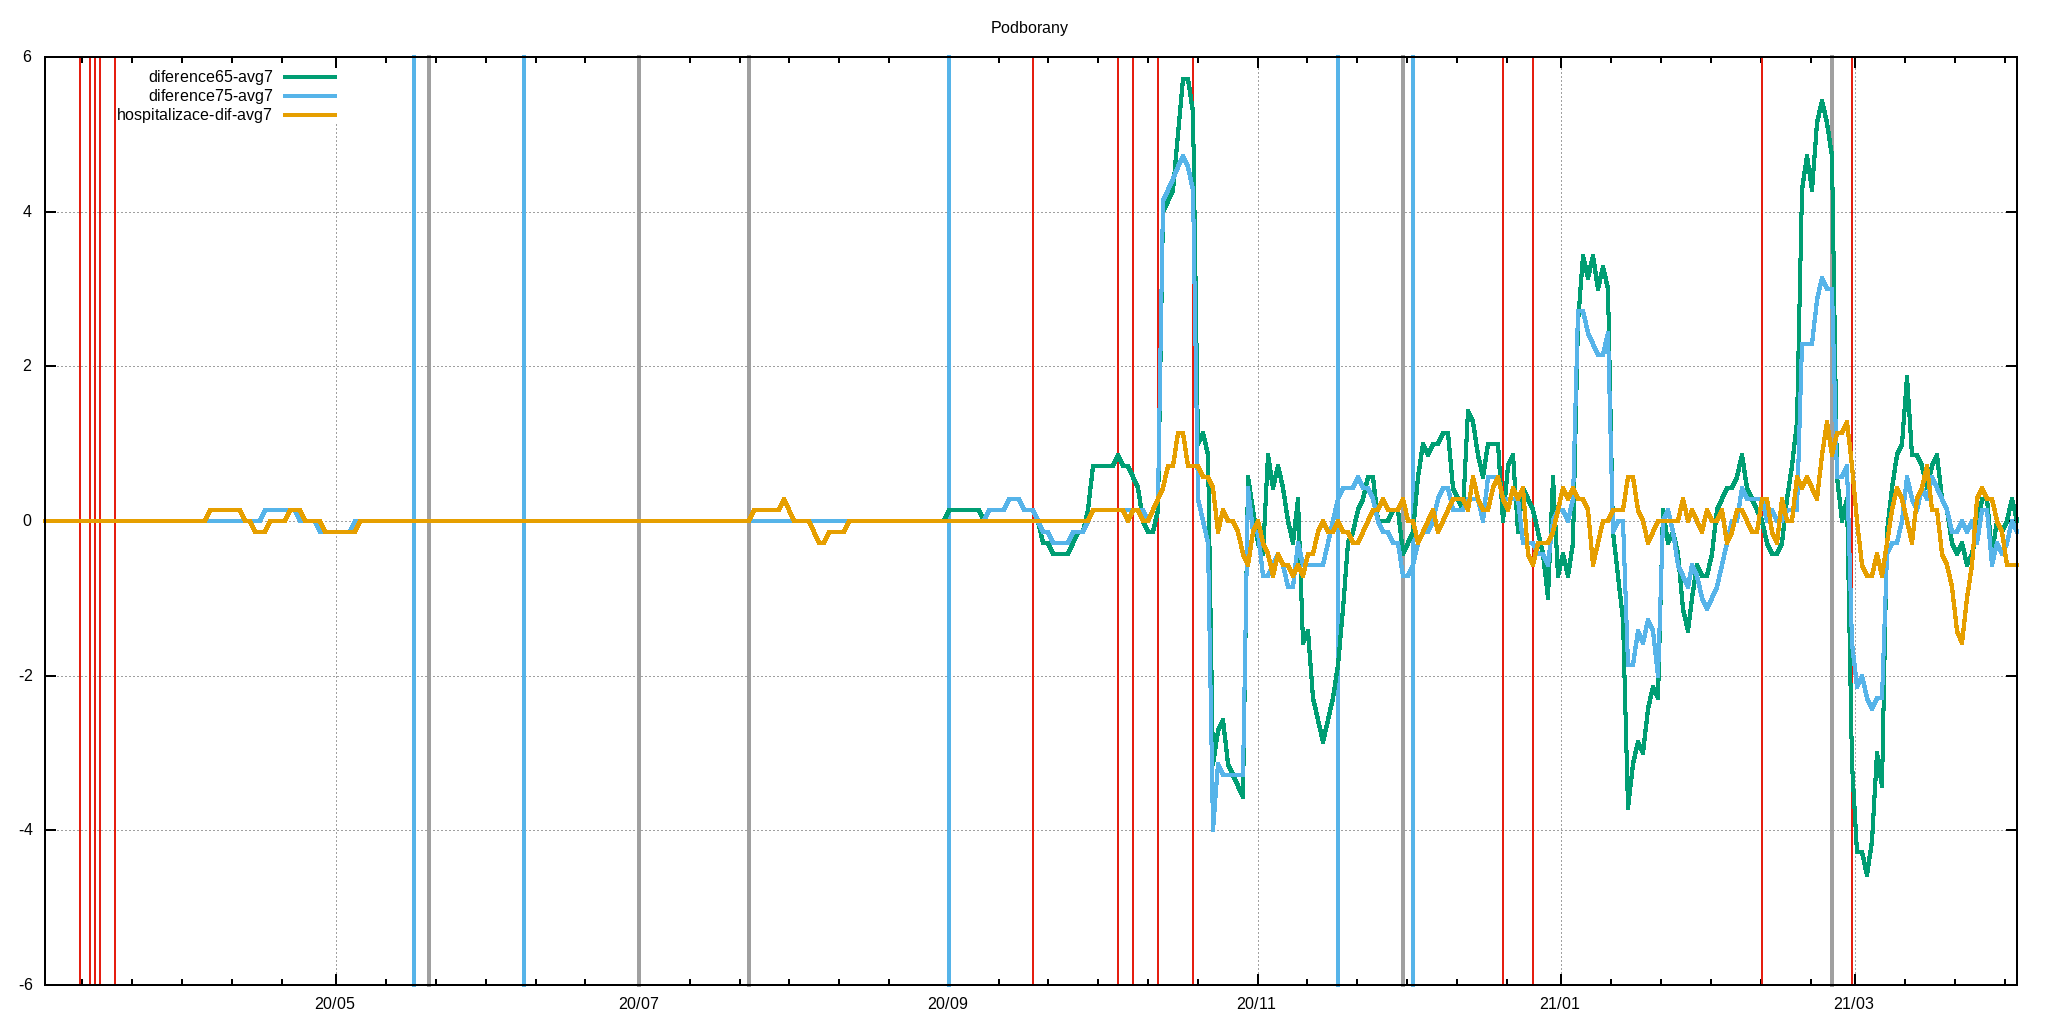 Podborany
6
diference65-avg7
diference75-avg7
hospitalizace-dif-avg7
4
2
0
-2
-4
-6
20/05 20/07 20/09 20/11 21/01 21/03